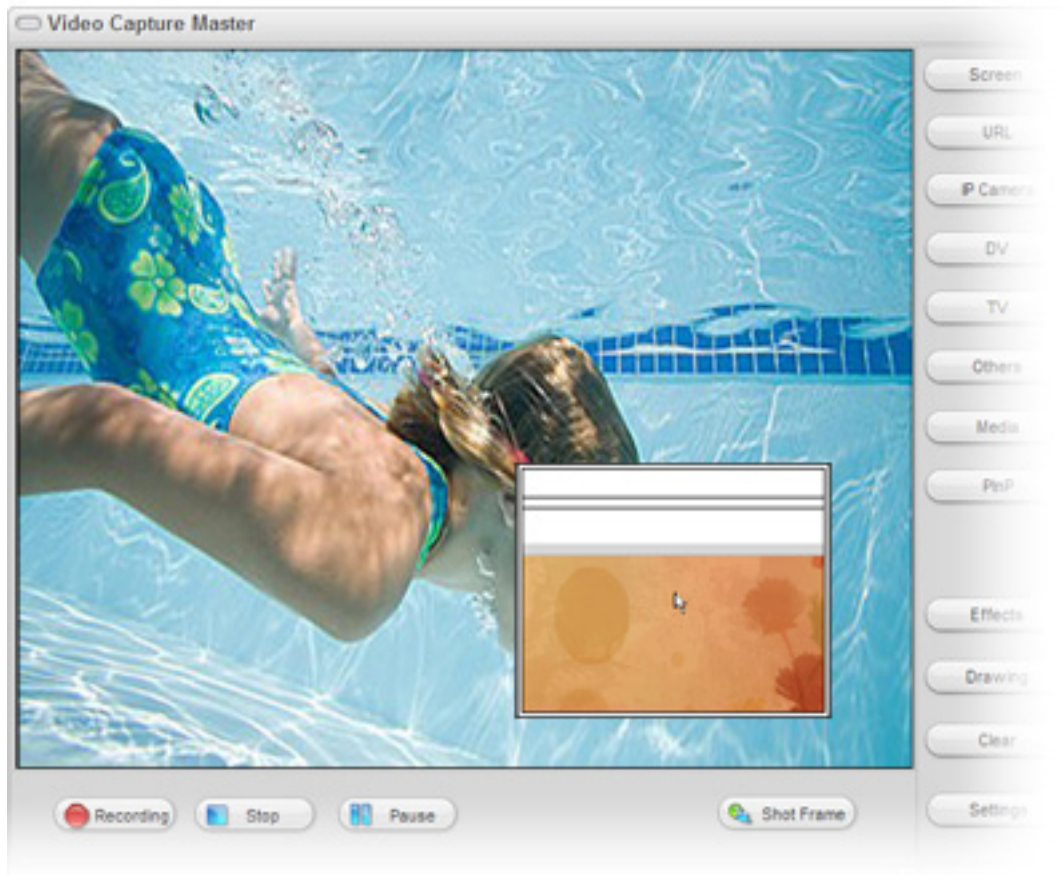 Video Capture Master
Screen
URL
IP Camera
DV
TV
Others
Media
PInP
Effects
Drawing
Clear
Settings
Recording
Stop
Pause
Shot Frame